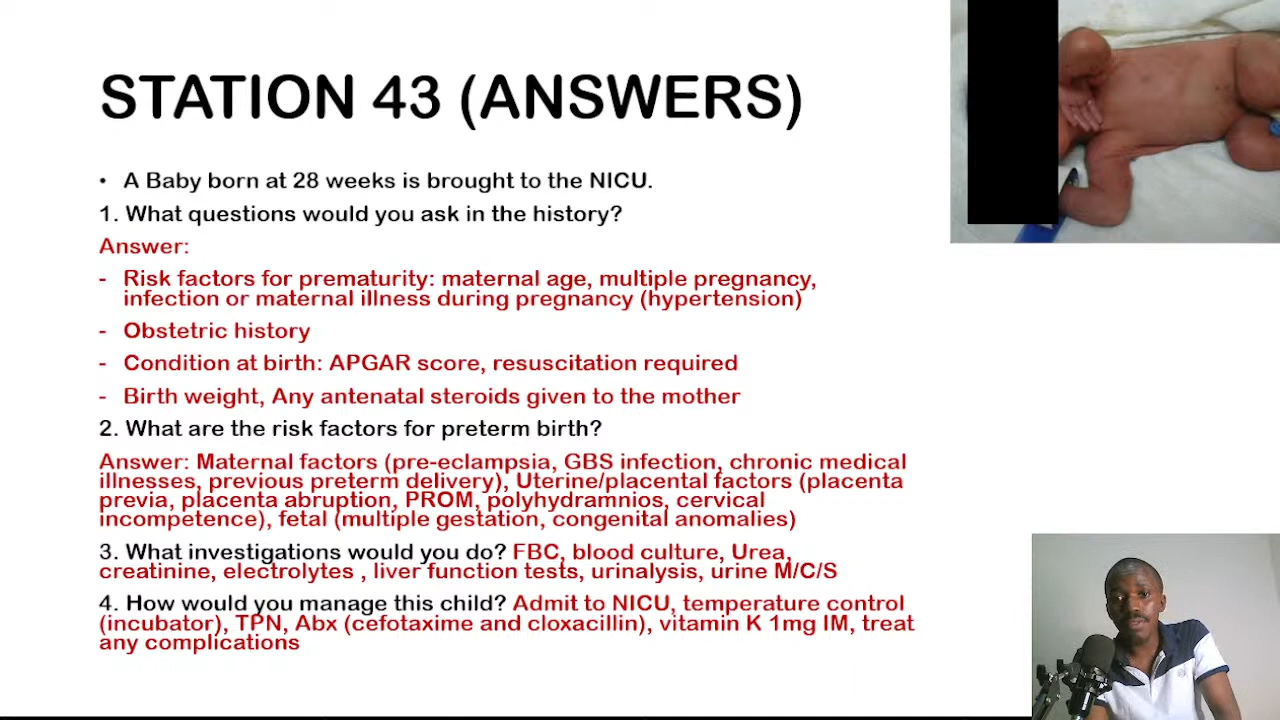 STATION 43 (ANSWERS)
• A Baby born at 28 weeks is brought to the NICU.
1. What questions would you ask in the history?
Answer:
- Risk factors for prematurity: maternal age, multiple pregnancy,
infection or maternal illness during pregnancy (hypertension)
- Obstetric history
- Condition at birth: APGAR score, resuscitation required
- Birth weight, Any antenatal steroids given to the mother
2. What are the risk factors for preterm birth?
Answer: Maternal factors (pre-eclampsia, GBS infection, chronic medical
illnesses, previous preterm delivery), Uterine/placental factors (placenta
previa, placenta abruption, PROM, polyhydramnios, cervical
incompetence), fetal (multiple gestation, congenital anomalies)
3. What investigations would you do? FBC, blood culture, Urea,
creatinine, electrolytes , liver function tests, urinalysis, urine M/C/S
4. How would you manage this child? Admit to NICU, temperature control
(incubator), TPN, Abx (cefotaxime and cloxacillin), vitamin K 1mg IM, treat
any complications